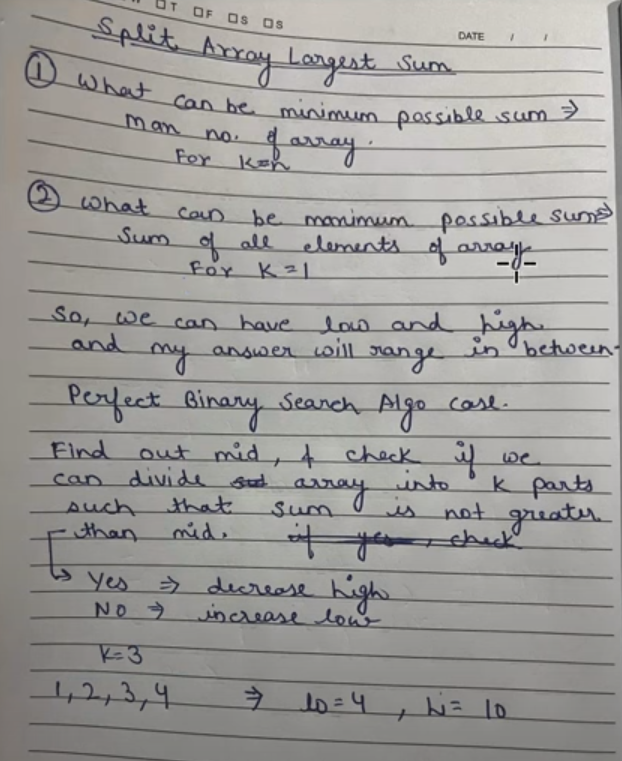 T F S S
DATE / /
Split Array Largest Sum
① What can be minimum possible sum ⇒
Man no. of array.
For K=n
② What can be manimum possible sum⇒
Sum of all elements of array
For K=1
So, we can have low and high
and my answer will range in between.
Perfect Binary Search Algo case.
Find out mid, & check if we
can divide array into K parts
such that sum is not greater
than mid. if yes, check
↳ Yes ⇒ decrease high
NO ⇒ increase low
K=3
1, 2, 3, 4 ⇒ lo=4, hi= 10